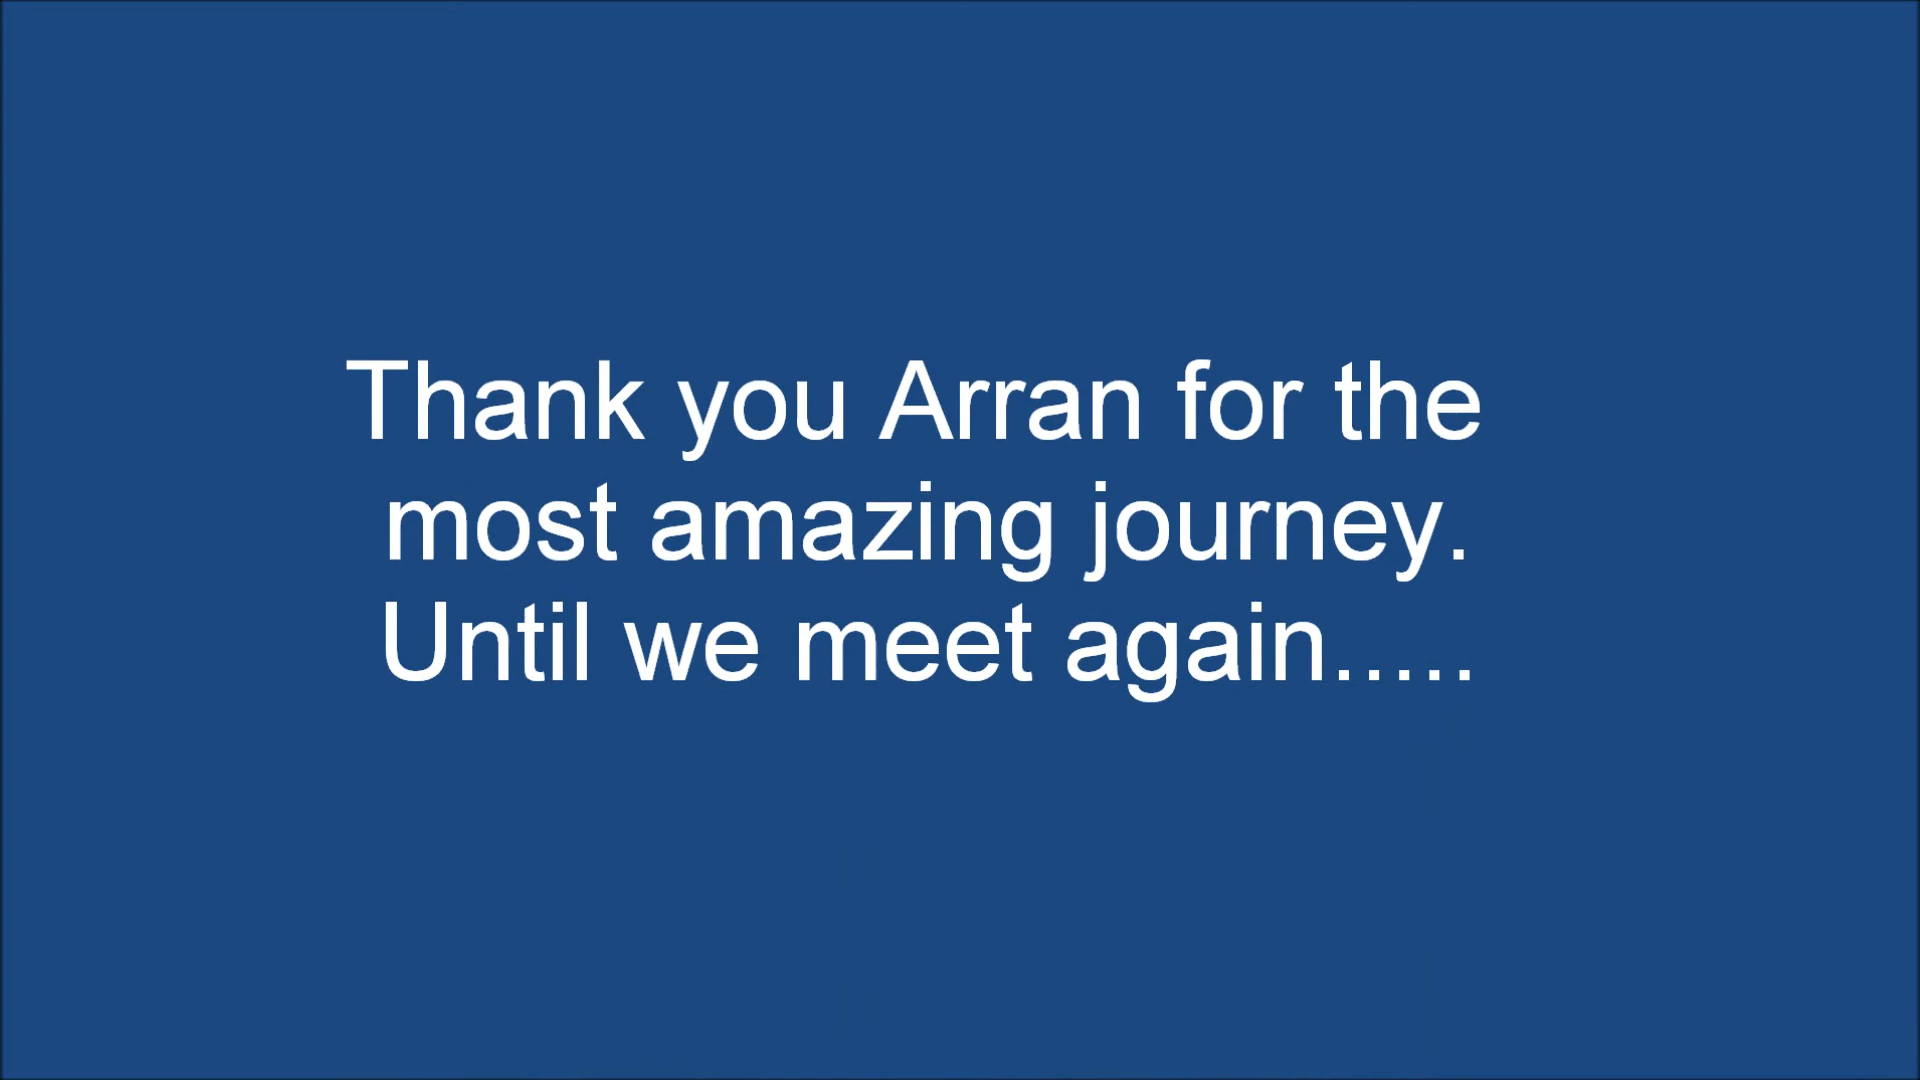 Thank you Arran for the
most amazing journey.
Until we meet again.....